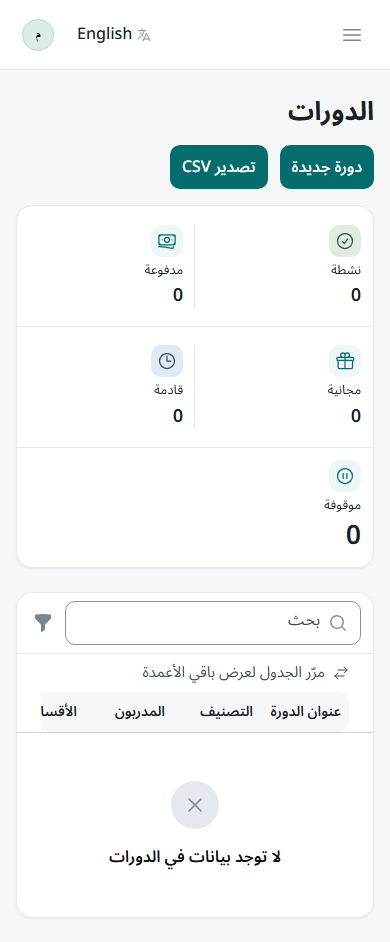 م
English
الدورات
دورة جديدة
تصدير CSV
نشطة
0
مدفوعة
0
مجانية
0
قادمة
0
موقوفة
0
بحث
مرّر الجدول لعرض باقي الأعمدة
عنوان الدورة التصنيف المدربون الأقسا
لا توجد بيانات في الدورات